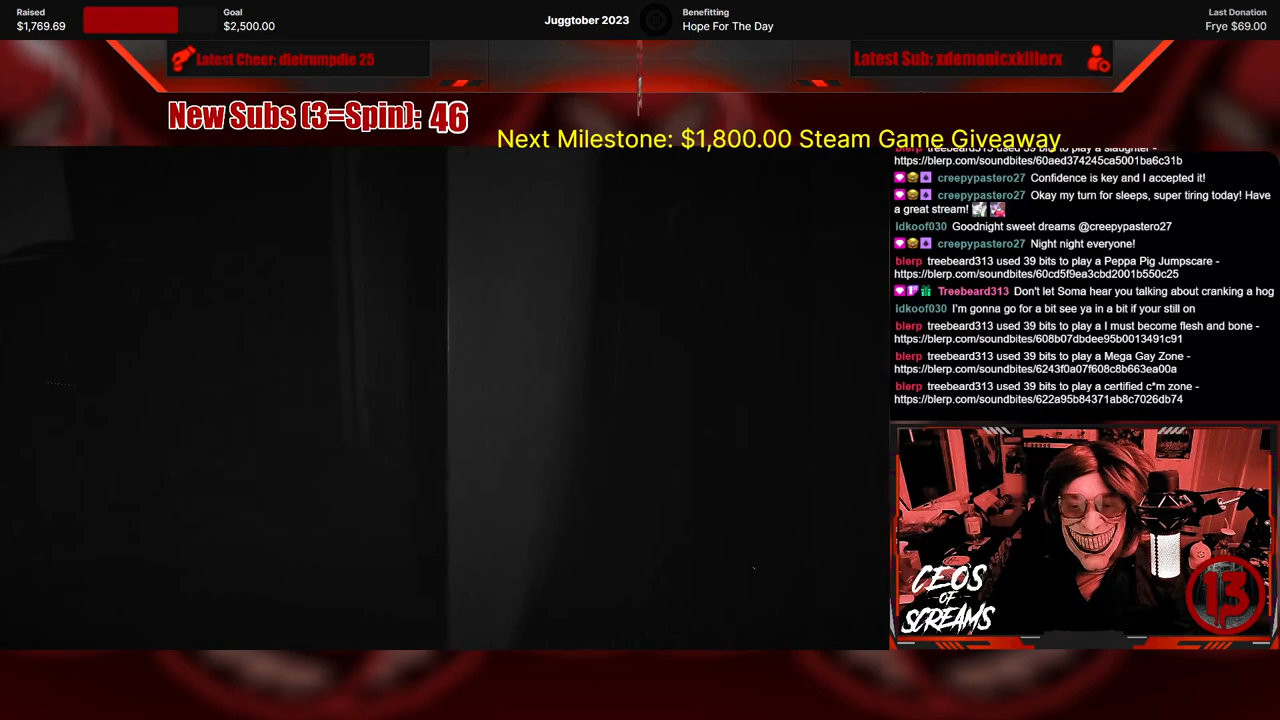 Raised
$1,769.69
Goal
$2,500.00
Juggtober 2023
Benefitting
Hope For The Day
Last Donation
Frye $69.00
Latest Cheer: dietrumpdie 25
Latest Sub: xdemonicxkillerx
New Subs (3=Spin): 46
Next Milestone: $1,800.00 Steam Game Giveaway
blerp treebeard313 used 39 bits to play a slaughter -
https://blerp.com/soundbites/60aed374245ca5001ba6c31b
creepypastero27 Confidence is key and I accepted it!
creepypastero27 Okay my turn for sleeps, super tiring today! Have
a great stream!
Idkoof030 Goodnight sweet dreams @creepypastero27
creepypastero27 Night night everyone!
blerp treebeard313 used 39 bits to play a Peppa Pig Jumpscare -
https://blerp.com/soundbites/60cd5f9ea3cbd2001b550c25
Treebeard313 Don't let Soma hear you talking about cranking a hog
Idkoof030 I'm gonna go for a bit see ya in a bit if your still on
blerp treebeard313 used 39 bits to play a I must become flesh and bone -
https://blerp.com/soundbites/608b07dbdee95b0013491c91
blerp treebeard313 used 39 bits to play a Mega Gay Zone -
https://blerp.com/soundbites/6243f0a07f608c8b663ea00a
blerp treebeard313 used 39 bits to play a certified c*m zone -
https://blerp.com/soundbites/622a95b84371ab8c7026db74
CEOS
OF
SCREAMS
13